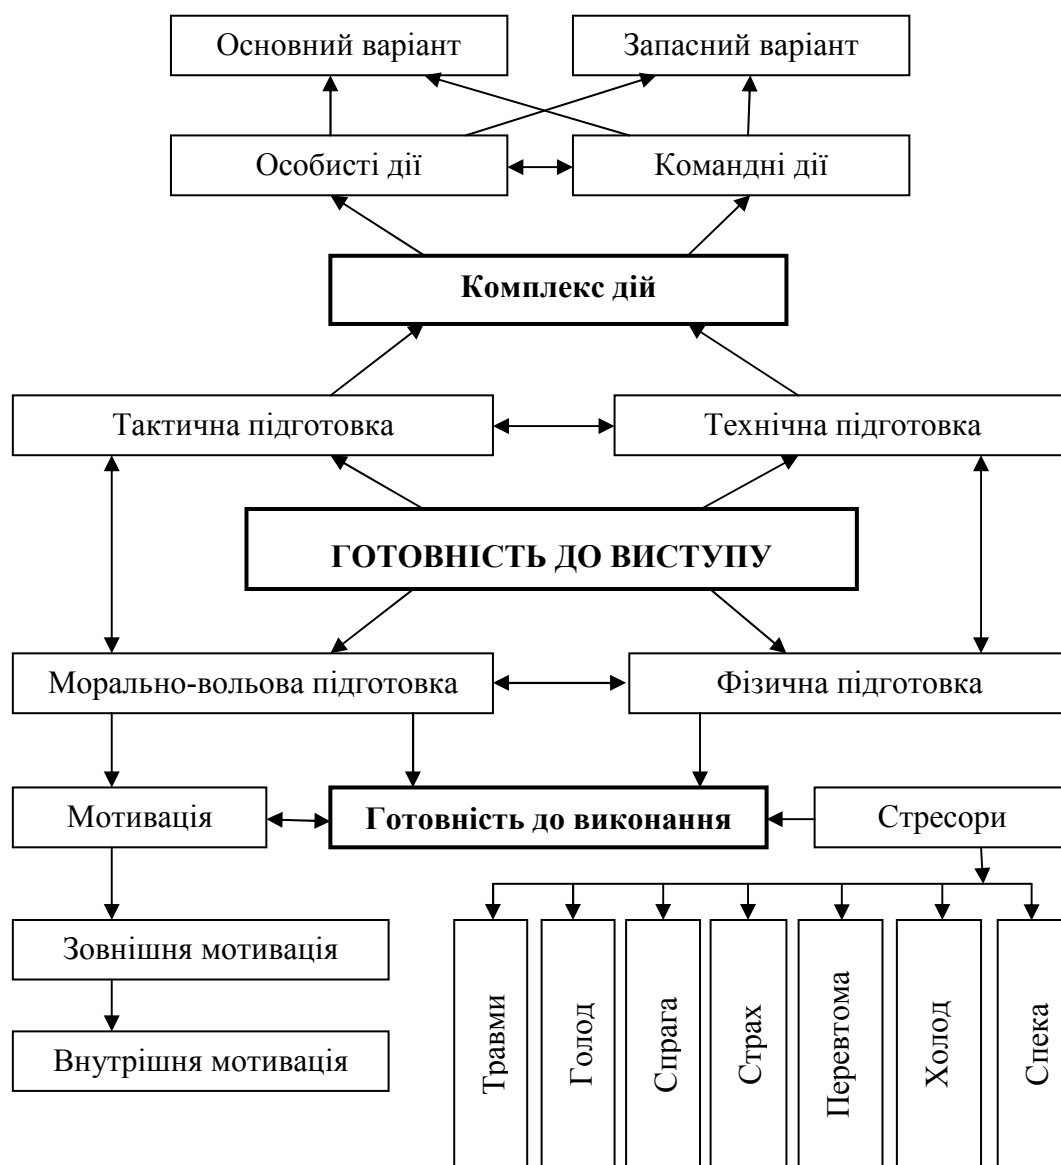 Основний варіант
Запасний варіант
Особисті дії
Командні дії
Комплекс дій
Тактична підготовка
Технічна підготовка
ГОТОВНІСТЬ ДО ВИСТУПУ
Морально-вольова підготовка
Фізична підготовка
Мотивація
Готовність до виконання
Стресори
Зовнішня мотивація
Внутрішня мотивація
Травми
Голод
Спрага
Страх
Перевтома
Холод
Спека